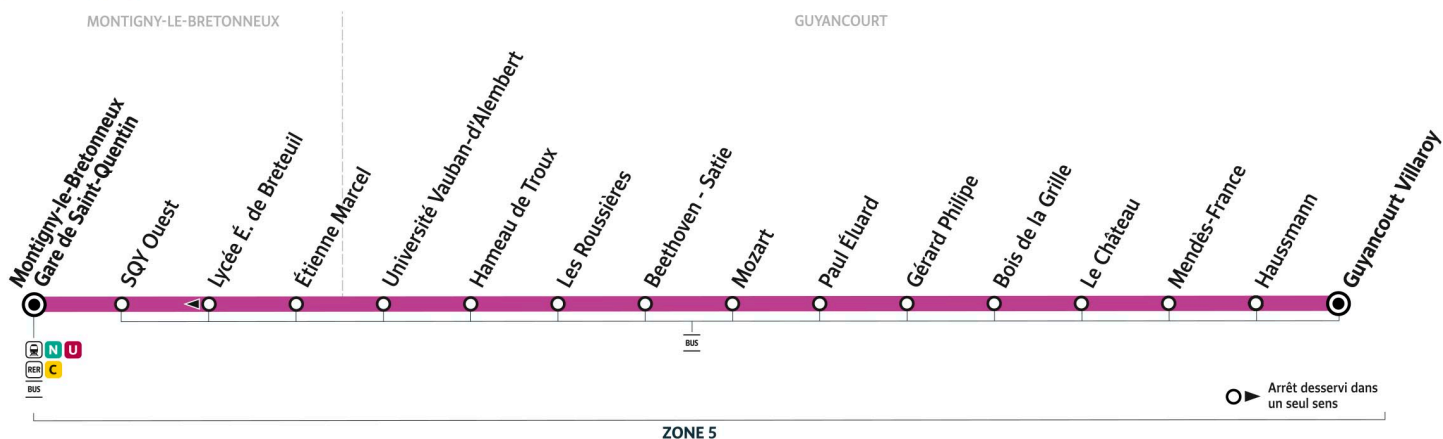 MONTIGNY-LE-BRETONNEUX
GUYANCOURT
Montigny-le-Bretonneux
Gare de Saint-Quentin
SQY Ouest
Lycée É. de Breteuil
Étienne Marcel
Université Vauban-d'Alembert
Hameau de Troux
Les Roussières
Beethoven - Satie
Mozart
Paul Éluard
Gérard Philipe
Bois de la Grille
Le Château
Mendès-France
Haussmann
Guyancourt Villaroy
N U
RER C
BUS
BUS
Arrêt desservi dans
un seul sens
ZONE 5